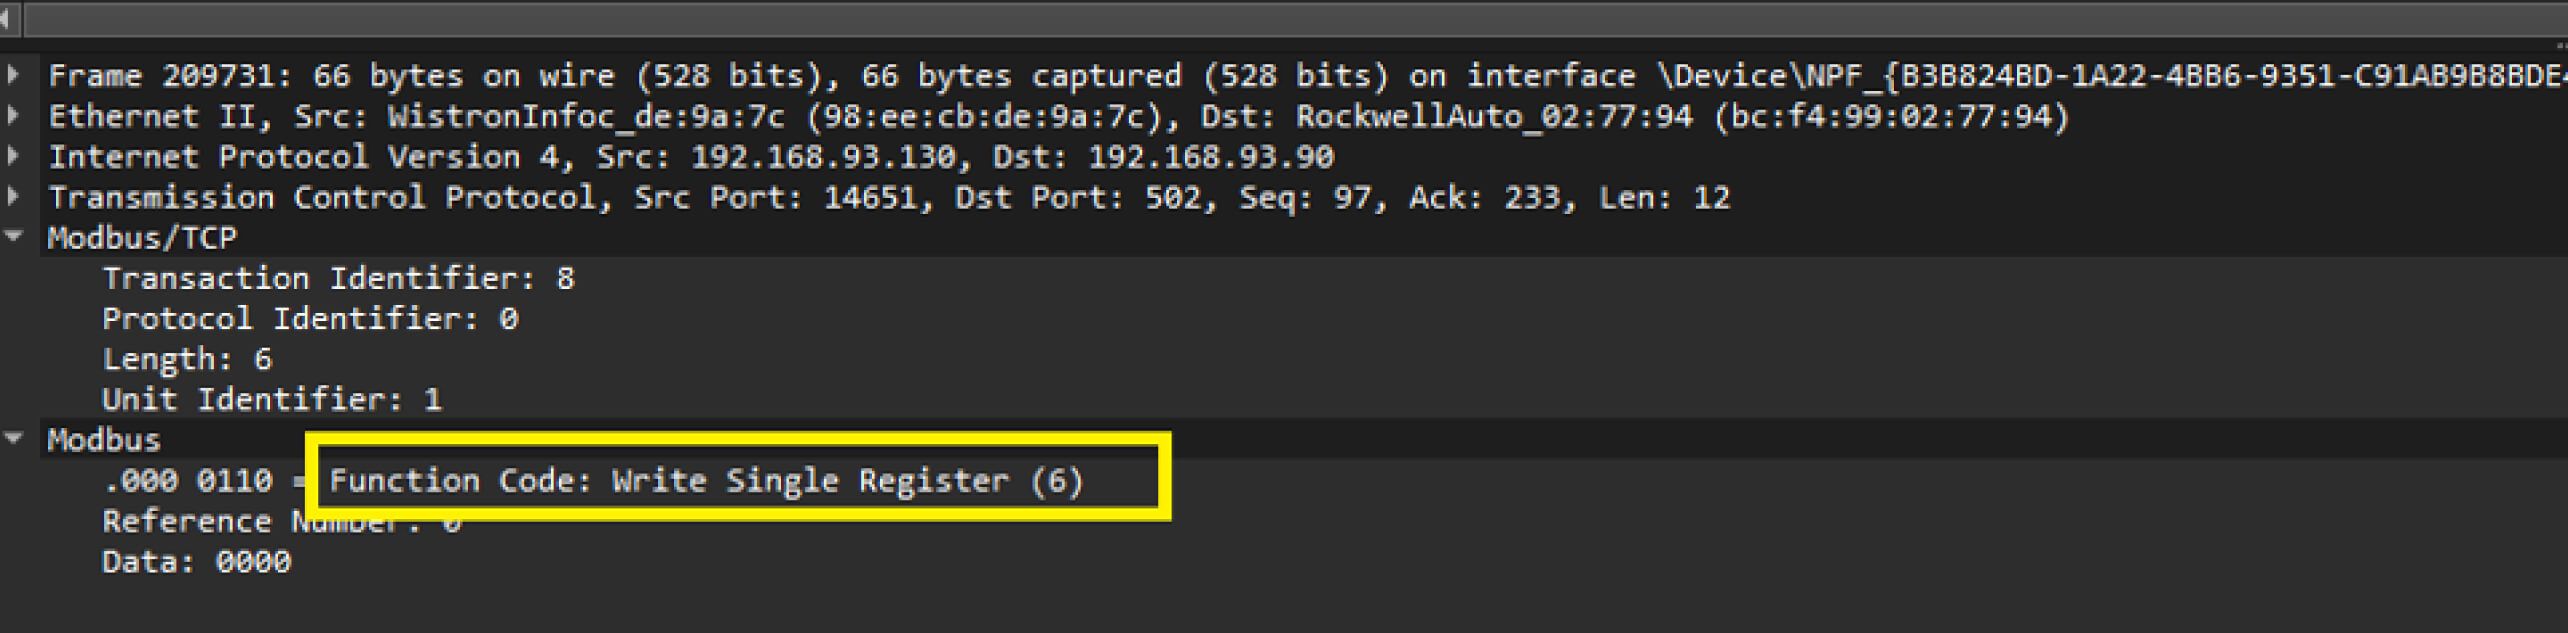 Frame 209731: 66 bytes on wire (528 bits), 66 bytes captured (528 bits) on interface \Device\NPF_{B3B824BD-1A22-4BB6-9351-C91AB9B8BDE4
Ethernet II, Src: WistronInfoc_de:9a:7c (98:ee:cb:de:9a:7c), Dst: RockwellAuto_02:77:94 (bc:f4:99:02:77:94)
Internet Protocol Version 4, Src: 192.168.93.130, Dst: 192.168.93.90
Transmission Control Protocol, Src Port: 14651, Dst Port: 502, Seq: 97, Ack: 233, Len: 12
Modbus/TCP
Transaction Identifier: 8
Protocol Identifier: 0
Length: 6
Unit Identifier: 1
Modbus
.000 0110 = Function Code: Write Single Register (6)
Reference Number: 0
Data: 0000